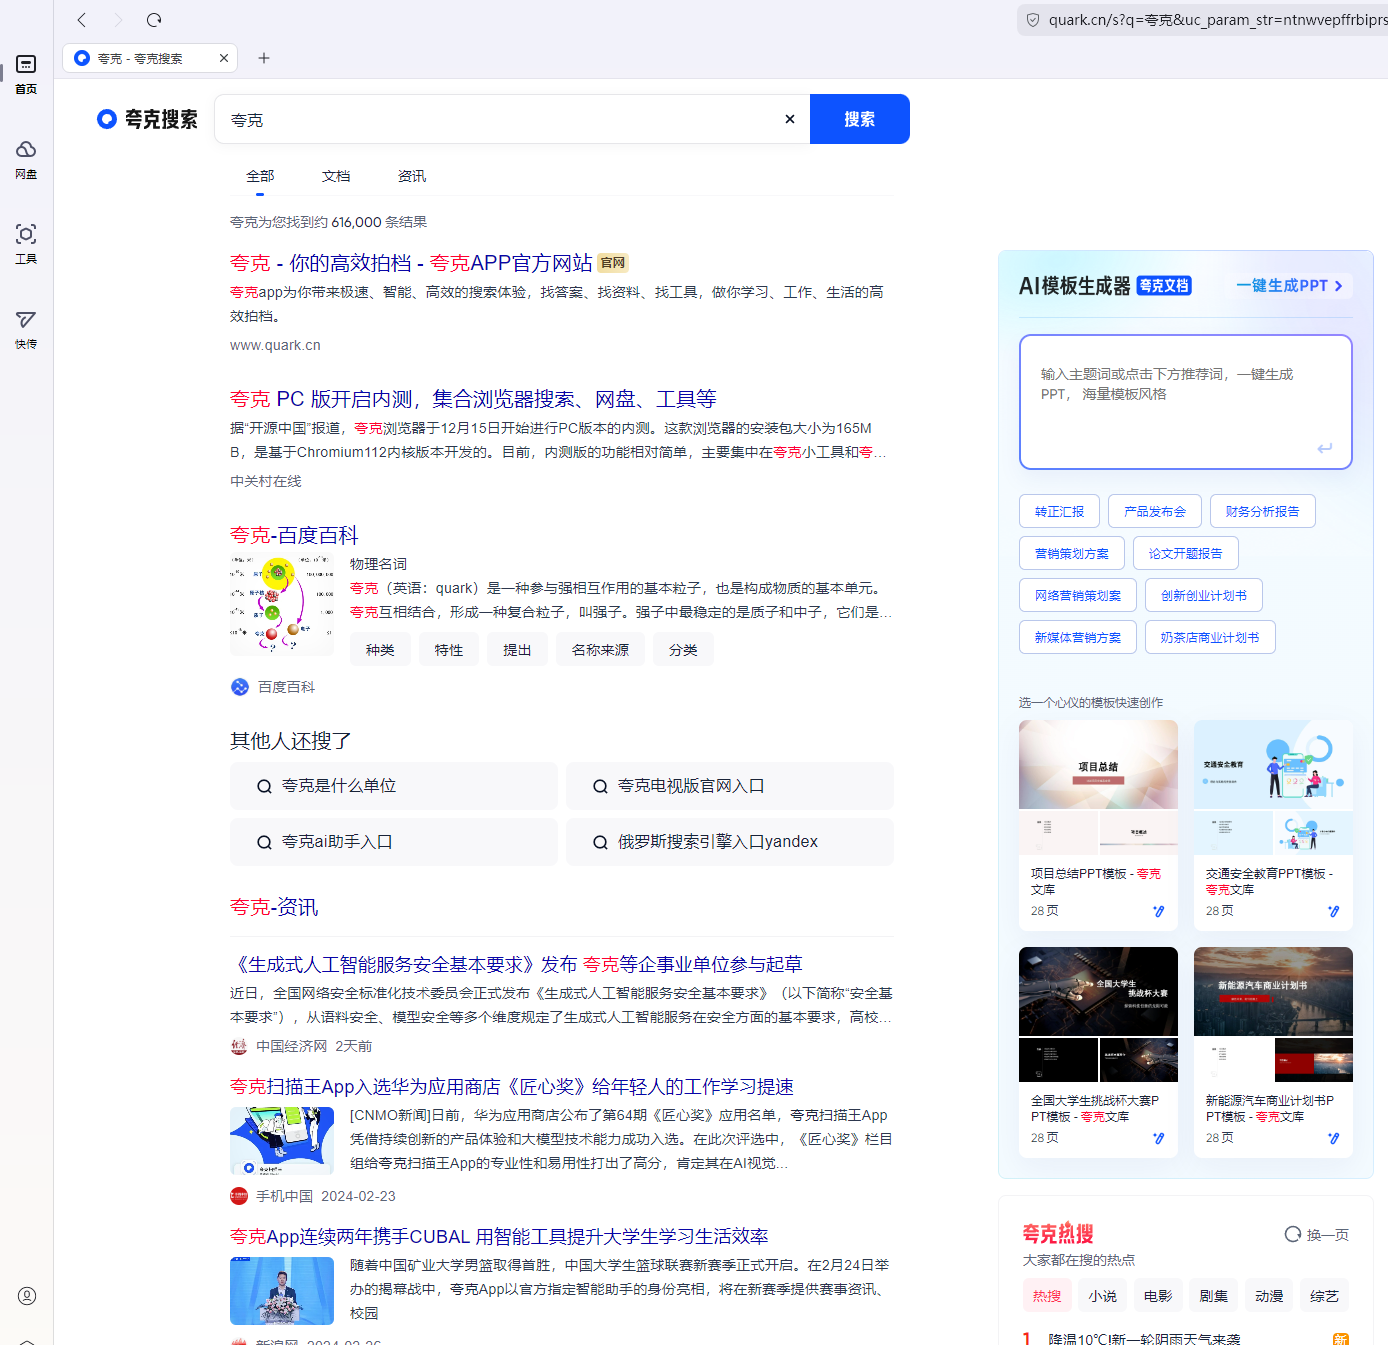 quark.cn/s?q=夸克&uc_param_str=ntnwvepffrbiprs
夸克 - 夸克搜索
首页
网盘
工具
快传
夸克搜索
夸克
搜索
全部
文档
资讯
夸克为您找到约 616,000 条结果
夸克 - 你的高效拍档 - 夸克APP官方网站 官网
夸克app为你带来极速、智能、高效的搜索体验，找答案、找资料、找工具，做你学习、工作、生活的高
效拍档。
www.quark.cn
夸克 PC 版开启内测，集合浏览器搜索、网盘、工具等
据“开源中国”报道，夸克浏览器于12月15日开始进行PC版本的内测。这款浏览器的安装包大小为165M
B，是基于Chromium112内核版本开发的。目前，内测版的功能相对简单，主要集中在夸克小工具和夸...
中关村在线
夸克-百度百科
物理名词
夸克（英语：quark）是一种参与强相互作用的基本粒子，也是构成物质的基本单元。
夸克互相结合，形成一种复合粒子，叫强子。强子中最稳定的是质子和中子，它们是...
种类
特性
提出
名称来源
分类
百度百科
其他人还搜了
夸克是什么单位
夸克电视版官网入口
夸克ai助手入口
俄罗斯搜索引擎入口yandex
夸克-资讯
《生成式人工智能服务安全基本要求》发布 夸克等企事业单位参与起草
近日，全国网络安全标准化技术委员会正式发布《生成式人工智能服务安全基本要求》（以下简称“安全基
本要求”），从语料安全、模型安全等多个维度规定了生成式人工智能服务在安全方面的基本要求，高校...
中国经济网 2天前
夸克扫描王App入选华为应用商店《匠心奖》给年轻人的工作学习提速
[CNMO新闻]日前，华为应用商店公布了第64期《匠心奖》应用名单，夸克扫描王App
凭借持续创新的产品体验和大模型技术能力成功入选。在此次评选中，《匠心奖》栏目
组给夸克扫描王App的专业性和易用性打出了高分，肯定其在AI视觉...
手机中国 2024-02-23
夸克App连续两年携手CUBAL 用智能工具提升大学生学习生活效率
随着中国矿业大学男篮取得首胜，中国大学生篮球联赛新赛季正式开启。在2月24日举
办的揭幕战中，夸克App以官方指定智能助手的身份亮相，将在新赛季提供赛事资讯、
校园
新浪网 2024-02-26
AI模板生成器 夸克文档
一键生成PPT
输入主题词或点击下方推荐词，一键生成
PPT， 海量模板风格
转正汇报
产品发布会
财务分析报告
营销策划方案
论文开题报告
网络营销策划案
创新创业计划书
新媒体营销方案
奶茶店商业计划书
选一个心仪的模板快速创作
项目总结
交通安全教育
项目总结PPT模板 - 夸克
文库
28 页
交通安全教育PPT模板 -
夸克文库
28 页
全国大学生
挑战杯大赛
新能源汽车商业计划书
全国大学生挑战杯大赛P
PT模板 - 夸克文库
28 页
新能源汽车商业计划书P
PT模板 - 夸克文库
28 页
夸克热搜
换一页
大家都在搜的热点
热搜
小说
电影
剧集
动漫
综艺
1 降温10℃!新一轮阴雨天气来袭 新